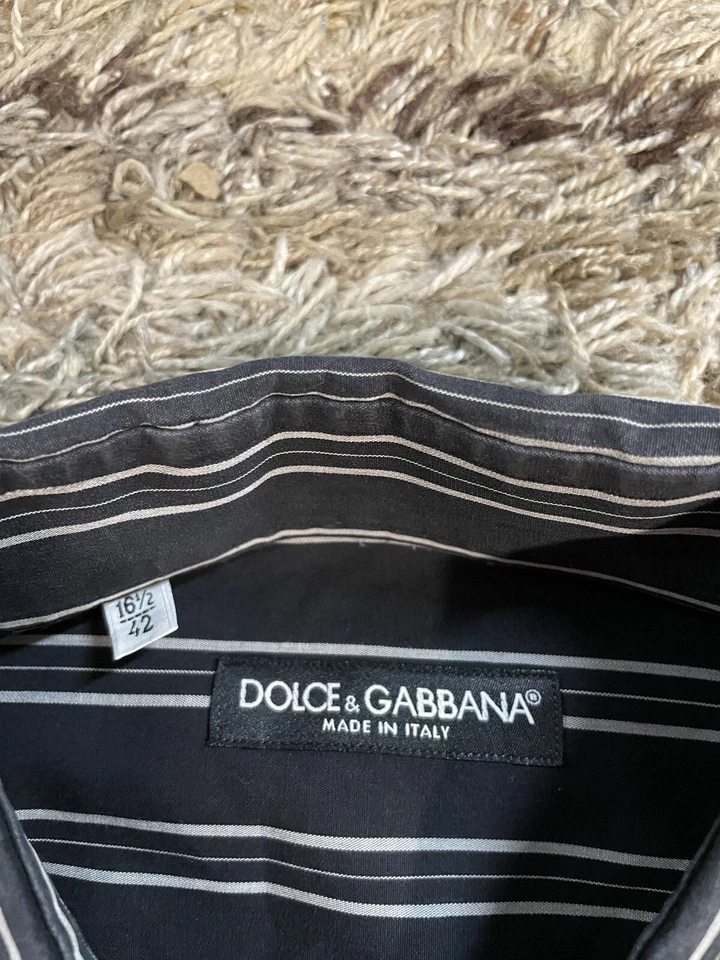 16½
42
DOLCE & GABBANA®
MADE IN ITALY